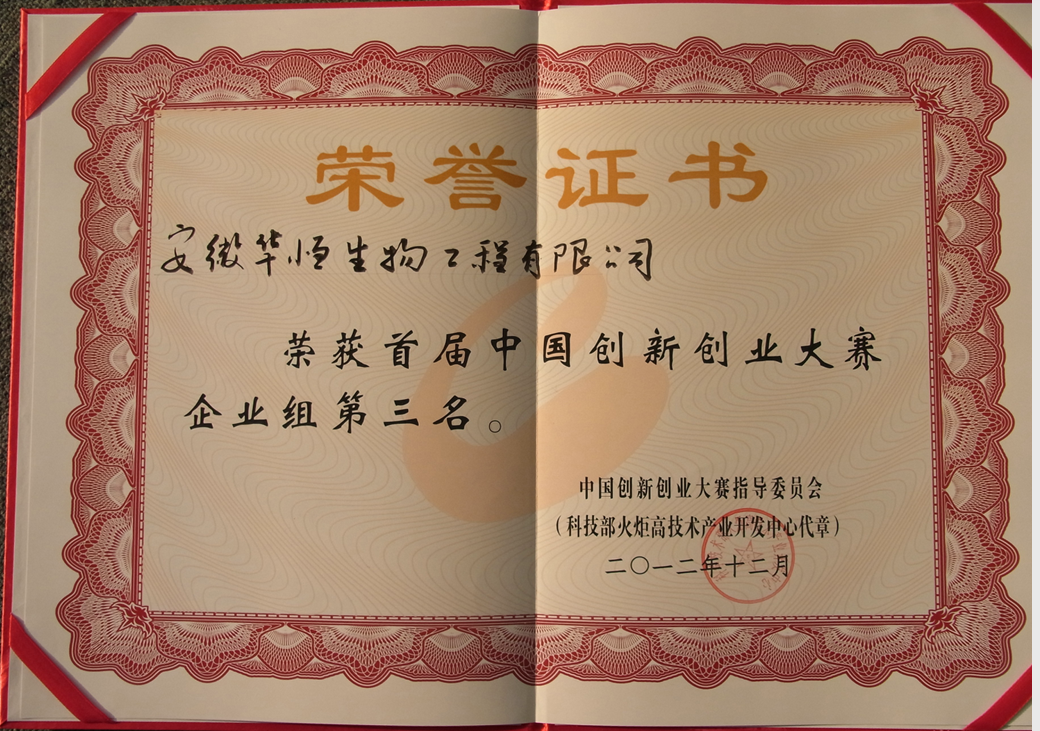 荣誉证书
安徽华恒生物工程有限公司
荣获首届中国创新创业大赛
企业组第三名。
中国创新创业大赛指导委员会
（科技部火炬高技术产业开发中心代章）
二〇一二年十二月